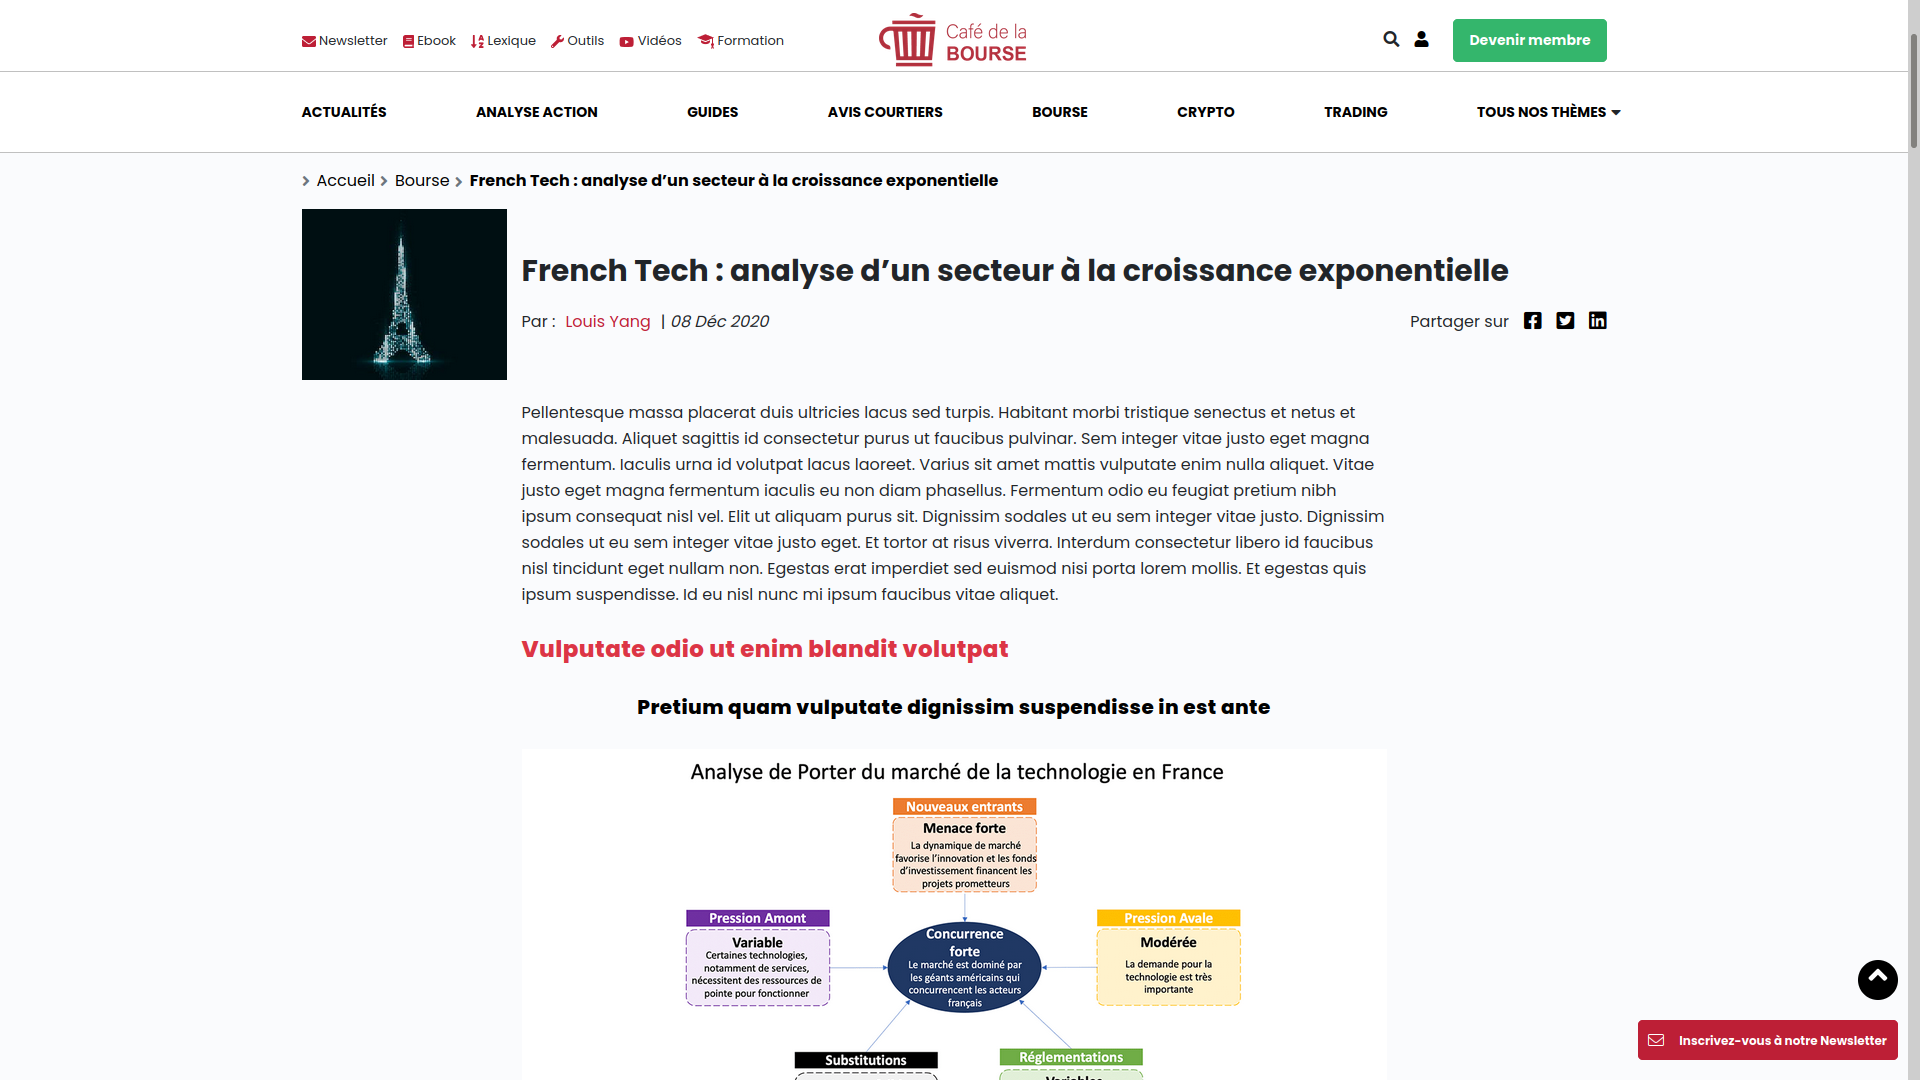 Newsletter Ebook Lexique Outils Vidéos Formation
Café de la
BOURSE
Devenir membre
ACTUALITÉS ANALYSE ACTION GUIDES AVIS COURTIERS BOURSE CRYPTO TRADING TOUS NOS THÈMES
Accueil Bourse French Tech : analyse d’un secteur à la croissance exponentielle
French Tech : analyse d’un secteur à la croissance exponentielle
Par : Louis Yang | 08 Déc 2020
Partager sur
Pellentesque massa placerat duis ultricies lacus sed turpis. Habitant morbi tristique senectus et netus et
malesuada. Aliquet sagittis id consectetur purus ut faucibus pulvinar. Sem integer vitae justo eget magna
fermentum. Iaculis urna id volutpat lacus laoreet. Varius sit amet mattis vulputate enim nulla aliquet. Vitae
justo eget magna fermentum iaculis eu non diam phasellus. Fermentum odio eu feugiat pretium nibh
ipsum consequat nisl vel. Elit ut aliquam purus sit. Dignissim sodales ut eu sem integer vitae justo. Dignissim
sodales ut eu sem integer vitae justo eget. Et tortor at risus viverra. Interdum consectetur libero id faucibus
nisl tincidunt eget nullam non. Egestas erat imperdiet sed euismod nisi porta lorem mollis. Et egestas quis
ipsum suspendisse. Id eu nisl nunc mi ipsum faucibus vitae aliquet.
Vulputate odio ut enim blandit volutpat
Pretium quam vulputate dignissim suspendisse in est ante
Analyse de Porter du marché de la technologie en France
Nouveaux entrants
Menace forte
La dynamique de marché
favorise l’innovation et les fonds
d’investissement financent les
projets prometteurs
Pression Amont
Variable
Certaines technologies,
notamment de services,
nécessitent des ressources de
pointe pour fonctionner
Concurrence
forte
Le marché est dominé par
les géants américains qui
concurrencent les acteurs
français
Pression Avale
Modérée
La demande pour la
technologie est très
importante
Substitutions
Réglementations
Variables
Inscrivez-vous à notre Newsletter